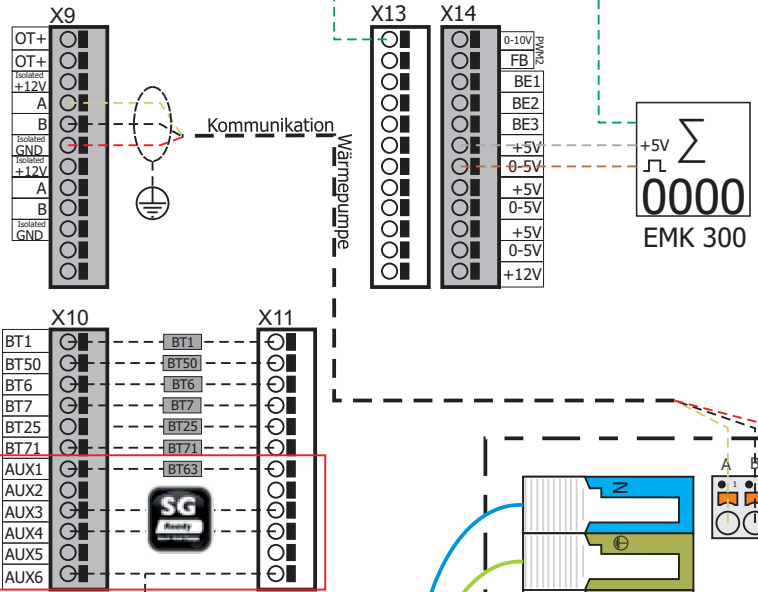 X9
OT+
OT+
Isolated
+12V
A
B
Isolated
GND
Isolated
+12V
A
B
Isolated
GND
Kommunikation
Wärmepumpe
X13
X14
0-10V
FB
PWM2
BE1
BE2
BE3
+5V
0-5V
+5V
0-5V
+5V
0-5V
+12V
+5V
Σ
0000
EMK 300
X10
X11
BT1
BT1
BT50
BT50
BT6
BT6
BT7
BT7
BT25
BT25
BT71
BT71
AUX1
BT63
AUX2
AUX3
AUX4
AUX5
AUX6
SG
Ready
N
A
B
1